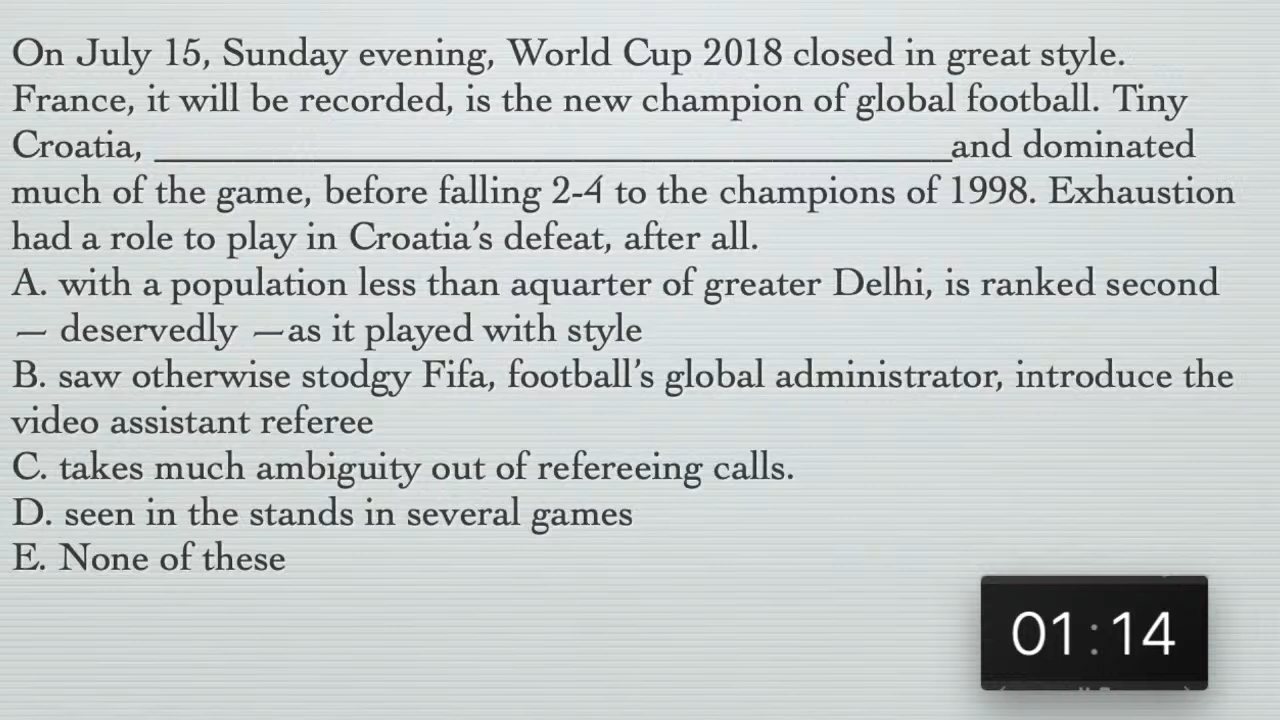 On July 15, Sunday evening, World Cup 2018 closed in great style.
France, it will be recorded, is the new champion of global football. Tiny
Croatia, ________________________________________and dominated
much of the game, before falling 2-4 to the champions of 1998. Exhaustion
had a role to play in Croatia’s defeat, after all.
A. with a population less than aquarter of greater Delhi, is ranked second
— deservedly —as it played with style
B. saw otherwise stodgy Fifa, football’s global administrator, introduce the
video assistant referee
C. takes much ambiguity out of refereeing calls.
D. seen in the stands in several games
E. None of these
01:14